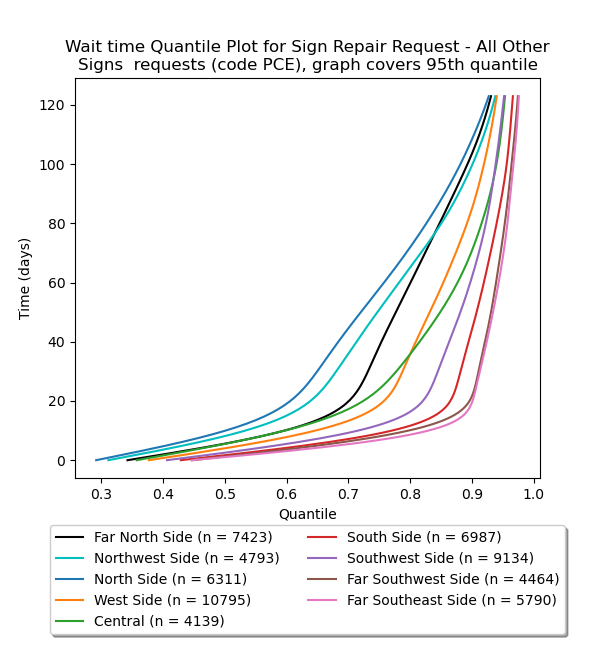 Wait time Quantile Plot for Sign Repair Request - All Other
Signs  requests (code PCE), graph covers 95th quantile
120
100
80
60
40
20
0
Time (days)
0.3 0.4 0.5 0.6 0.7 0.8 0.9 1.0
Quantile
Far North Side (n = 7423)
Northwest Side (n = 4793)
North Side (n = 6311)
West Side (n = 10795)
Central (n = 4139)
South Side (n = 6987)
Southwest Side (n = 9134)
Far Southwest Side (n = 4464)
Far Southeast Side (n = 5790)